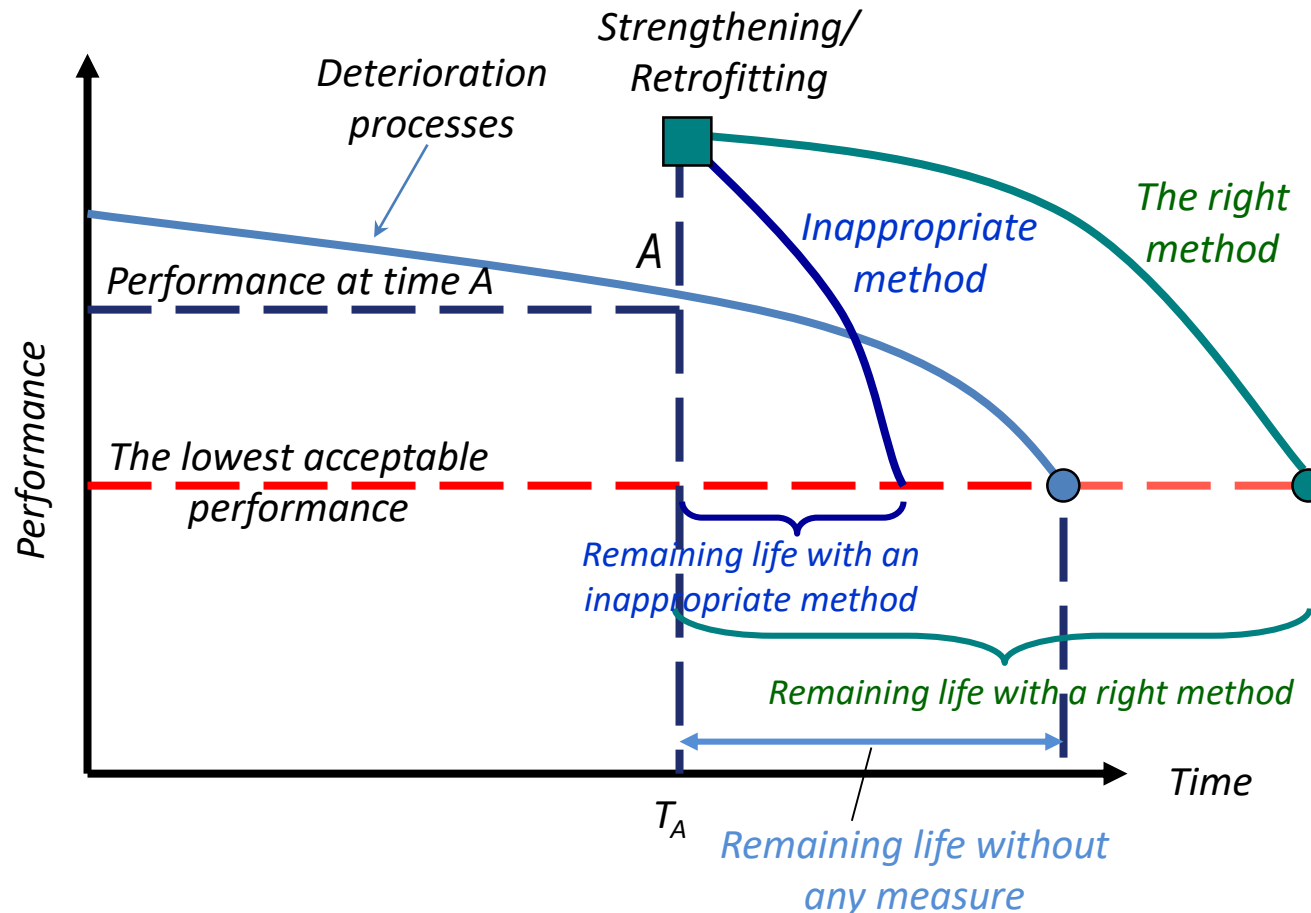 Strengthening/
Retrofitting
Deterioration
processes
The right
method
Inappropriate
method
A
Performance at time A
Performance
The lowest acceptable
performance
Remaining life with an
inappropriate method
Remaining life with a right method
Time
T_A
Remaining life without
any measure